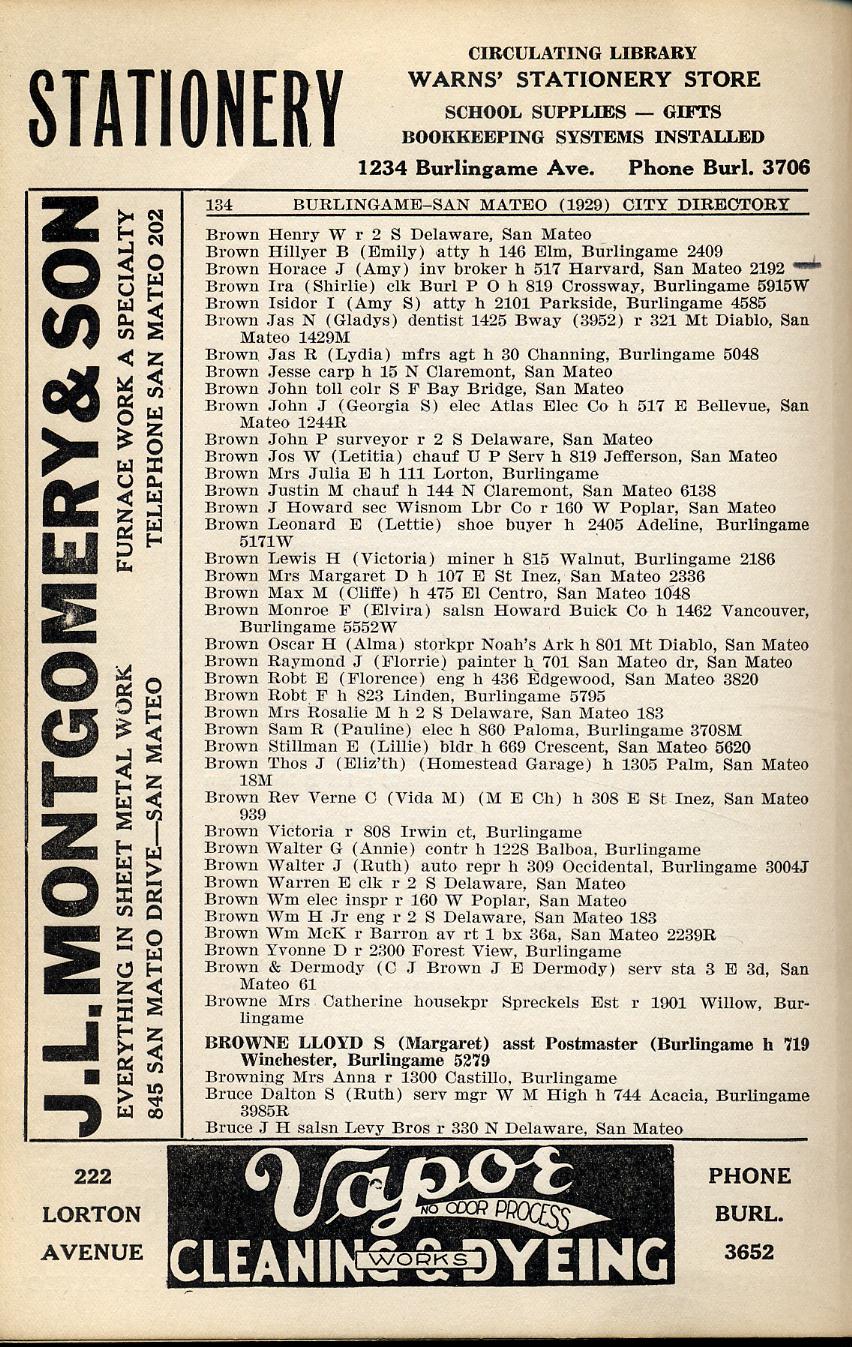 STATIONERY
CIRCULATING LIBRARY
WARNS' STATIONERY STORE
SCHOOL SUPPLIES — GIFTS
BOOKKEEPING SYSTEMS INSTALLED
1234 Burlingame Ave. Phone Burl. 3706
J. L. MONTGOMERY & SON
EVERYTHING IN SHEET METAL WORK FURNACE WORK A SPECIALTY
845 SAN MATEO DRIVE—SAN MATEO TELEPHONE SAN MATEO 202
134 BURLINGAME–SAN MATEO (1929) CITY DIRECTORY
Brown Henry W r 2 S Delaware, San Mateo
Brown Hillyer B (Emily) atty h 146 Elm, Burlingame 2409
Brown Horace J (Amy) inv broker h 517 Harvard, San Mateo 2192
Brown Ira (Shirlie) clk Burl P O h 819 Crossway, Burlingame 5915W
Brown Isidor I (Amy S) atty h 2101 Parkside, Burlingame 4585
Brown Jas N (Gladys) dentist 1425 Bway (3952) r 321 Mt Diablo, San
Mateo 1429M
Brown Jas R (Lydia) mfrs agt h 30 Channing, Burlingame 5048
Brown Jesse carp h 15 N Claremont, San Mateo
Brown John toll colr S F Bay Bridge, San Mateo
Brown John J (Georgia S) elec Atlas Elec Co h 517 E Bellevue, San
Mateo 1244R
Brown John P surveyor r 2 S Delaware, San Mateo
Brown Jos W (Letitia) chauf U P Serv h 819 Jefferson, San Mateo
Brown Mrs Julia E h 111 Lorton, Burlingame
Brown Justin M chauf h 144 N Claremont, San Mateo 6138
Brown J Howard sec Wisnom Lbr Co r 160 W Poplar, San Mateo
Brown Leonard E (Lettie) shoe buyer h 2405 Adeline, Burlingame
5171W
Brown Lewis H (Victoria) miner h 815 Walnut, Burlingame 2186
Brown Mrs Margaret D h 107 E St Inez, San Mateo 2336
Brown Max M (Cliffe) h 475 El Centro, San Mateo 1048
Brown Monroe F (Elvira) salsn Howard Buick Co h 1462 Vancouver,
Burlingame 5552W
Brown Oscar H (Alma) storkpr Noah's Ark h 801 Mt Diablo, San Mateo
Brown Raymond J (Florrie) painter h 701 San Mateo dr, San Mateo
Brown Robt E (Florence) eng h 436 Edgewood, San Mateo 3820
Brown Robt F h 823 Linden, Burlingame 5795
Brown Mrs Rosalie M h 2 S Delaware, San Mateo 183
Brown Sam R (Pauline) elec h 860 Paloma, Burlingame 3708M
Brown Stillman E (Lillie) bldr h 669 Crescent, San Mateo 5620
Brown Thos J (Eliz'th) (Homestead Garage) h 1305 Palm, San Mateo
18M
Brown Rev Verne C (Vida M) (M E Ch) h 308 E St Inez, San Mateo
939
Brown Victoria r 808 Irwin ct, Burlingame
Brown Walter G (Annie) contr h 1228 Balboa, Burlingame
Brown Walter J (Ruth) auto repr h 309 Occidental, Burlingame 3004J
Brown Warren E clk r 2 S Delaware, San Mateo
Brown Wm elec inspr r 160 W Poplar, San Mateo
Brown Wm H Jr eng r 2 S Delaware, San Mateo 183
Brown Wm McK r Barron av rt 1 bx 36a, San Mateo 2239R
Brown Yvonne D r 2300 Forest View, Burlingame
Brown & Dermody (C J Brown J E Dermody) serv sta 3 E 3d, San
Mateo 61
Browne Mrs Catherine housekpr Spreckels Est r 1901 Willow, Bur-
lingame
BROWNE LLOYD S (Margaret) asst Postmaster (Burlingame h 719
Winchester, Burlingame 5279
Browning Mrs Anna r 1300 Castillo, Burlingame
Bruce Dalton S (Ruth) serv mgr W M High h 744 Acacia, Burlingame
3985R
Bruce J H salsn Levy Bros r 330 N Delaware, San Mateo
222
LORTON
AVENUE
Vapor
NO ODOR PROCESS
CLEANING & DYEING
WORKS
PHONE
BURL.
3652